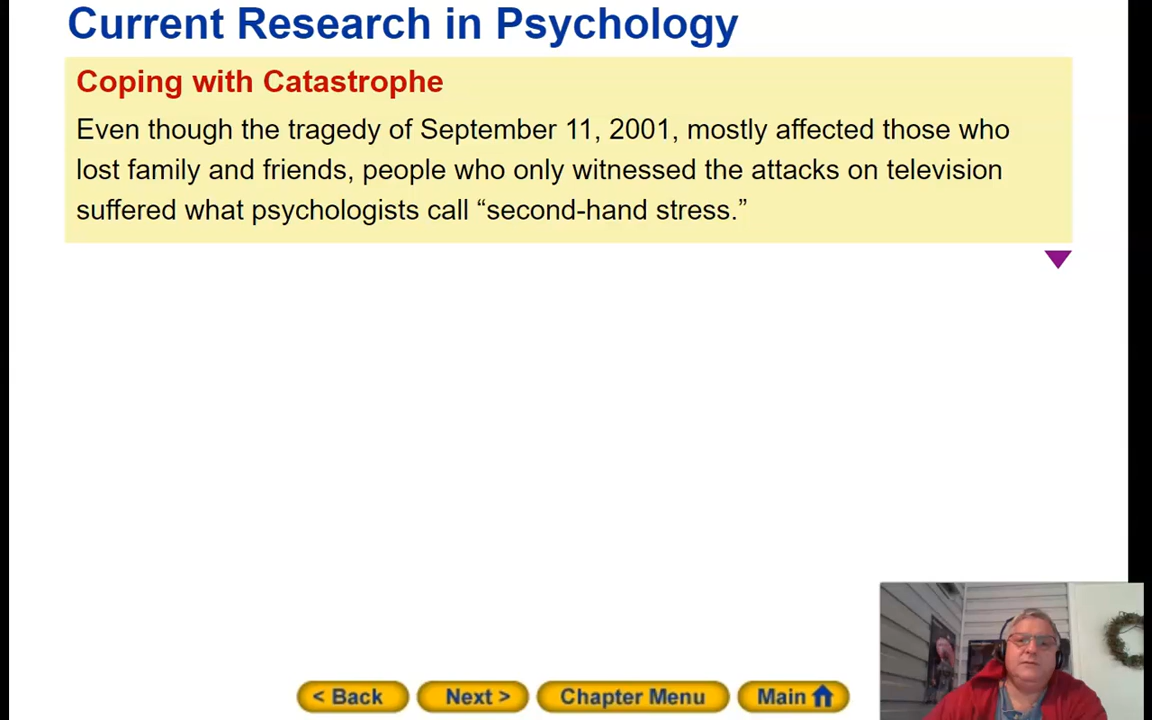 Current Research in Psychology
Coping with Catastrophe
Even though the tragedy of September 11, 2001, mostly affected those who
lost family and friends, people who only witnessed the attacks on television
suffered what psychologists call “second-hand stress.”
< Back
Next >
Chapter Menu
Main